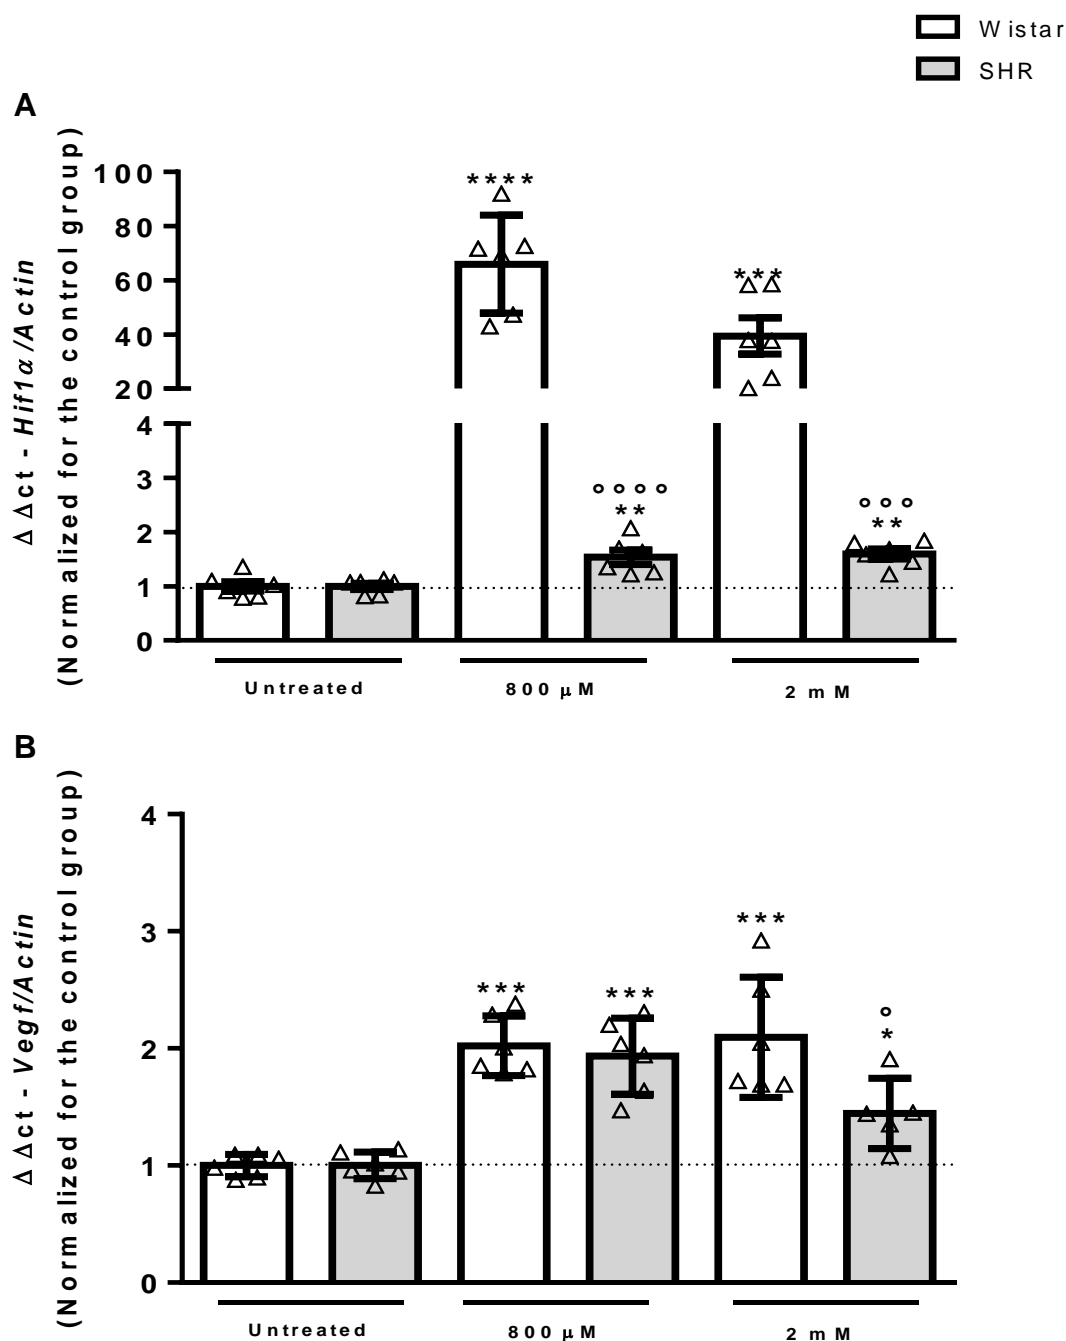 Wistar
SHR
A
ΔΔct - Hif1α/Actin
(Normalized for the control group)
100
80
60
40
20
4
3
2
1
0
****
***
°°°°
**
°°°
**
Untreated
800 μM
2 mM
B
ΔΔct - Vegf/Actin
(Normalized for the control group)
4
3
2
1
0
***
***
***
°
*
Untreated
800 μM
2 mM